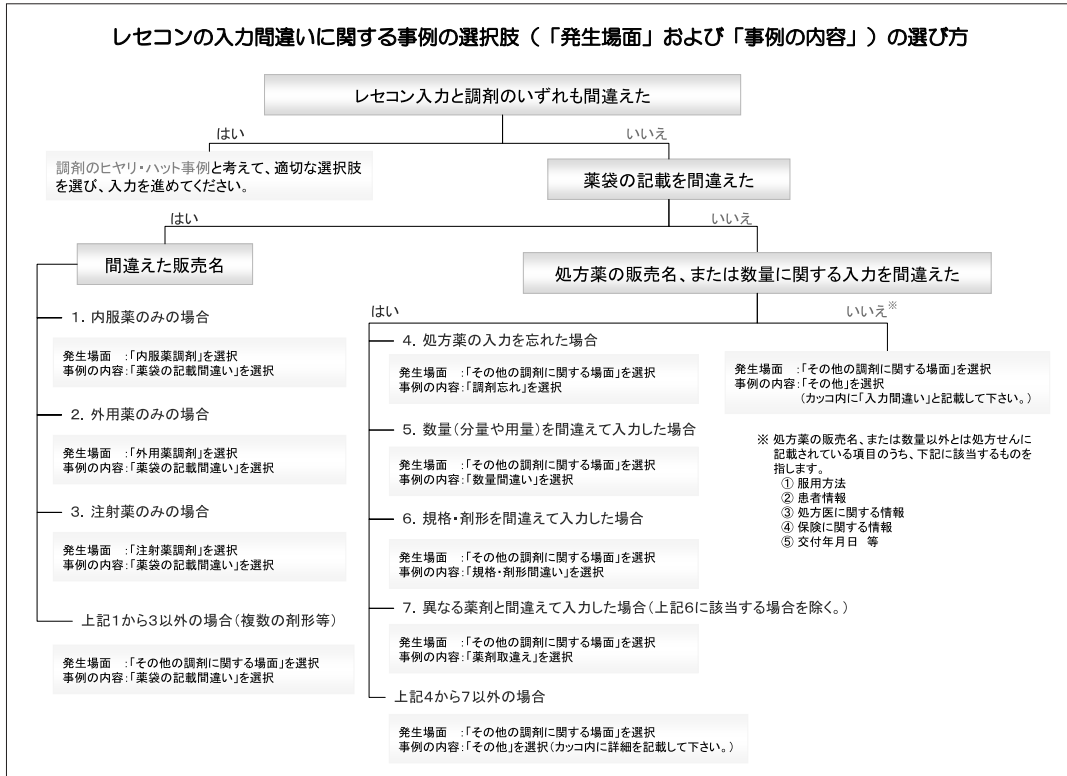 レセコンの入力間違いに関する事例の選択肢（「発生場面」および「事例の内容」）の選び方
レセコン入力と調剤のいずれも間違えた
はい
いいえ
調剤のヒヤリ・ハット事例と考えて、適切な選択肢
を選び、入力を進めてください。
薬袋の記載を間違えた
はい
いいえ
間違えた販売名
1．内服薬のみの場合
発生場面　：「内服薬調剤」を選択
事例の内容：「薬袋の記載間違い」を選択
2．外用薬のみの場合
発生場面　：「外用薬調剤」を選択
事例の内容：「薬袋の記載間違い」を選択
3．注射薬のみの場合
発生場面　：「注射薬調剤」を選択
事例の内容：「薬袋の記載間違い」を選択
上記1から3以外の場合（複数の剤形等）
発生場面　：「その他の調剤に関する場面」を選択
事例の内容：「薬袋の記載間違い」を選択
処方薬の販売名、または数量に関する入力を間違えた
はい
いいえ※
4．処方薬の入力を忘れた場合
発生場面　：「その他の調剤に関する場面」を選択
事例の内容：「調剤忘れ」を選択
5．数量（分量や用量）を間違えて入力した場合
発生場面　：「その他の調剤に関する場面」を選択
事例の内容：「数量間違い」を選択
6．規格・剤形を間違えて入力した場合
発生場面　：「その他の調剤に関する場面」を選択
事例の内容：「規格・剤形間違い」を選択
7．異なる薬剤と間違えて入力した場合（上記6に該当する場合を除く。）
発生場面　：「その他の調剤に関する場面」を選択
事例の内容：「薬剤取違え」を選択
上記4から7以外の場合
発生場面　：「その他の調剤に関する場面」を選択
事例の内容：「その他」を選択（カッコ内に詳細を記載して下さい。）
発生場面　：「その他の調剤に関する場面」を選択
事例の内容：「その他」を選択
（カッコ内に「入力間違い」と記載して下さい。）
※ 処方薬の販売名、または数量以外とは処方せんに
記載されている項目のうち、下記に該当するものを
指します。
① 服用方法
② 患者情報
③ 処方医に関する情報
④ 保険に関する情報
⑤ 交付年月日　等